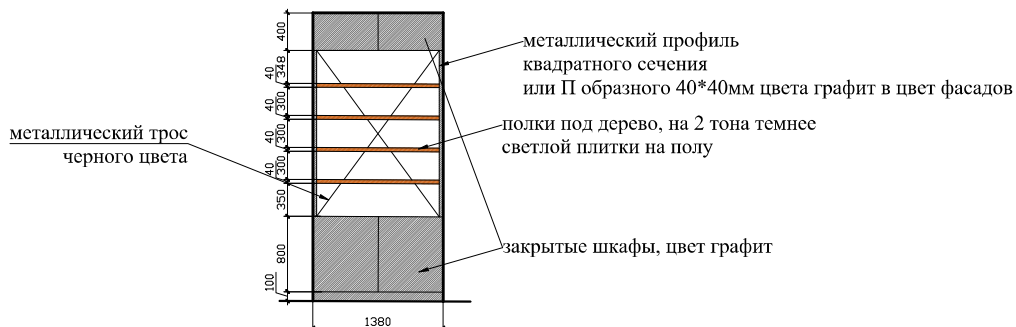 400
348
40
300
40
300
40
300
40
350
800
100
1380
металлический профиль
квадратного сечения
или П образного 40*40мм цвета графит в цвет фасадов
полки под дерево, на 2 тона темнее
светлой плитки на полу
металлический трос
черного цвета
закрытые шкафы, цвет графит